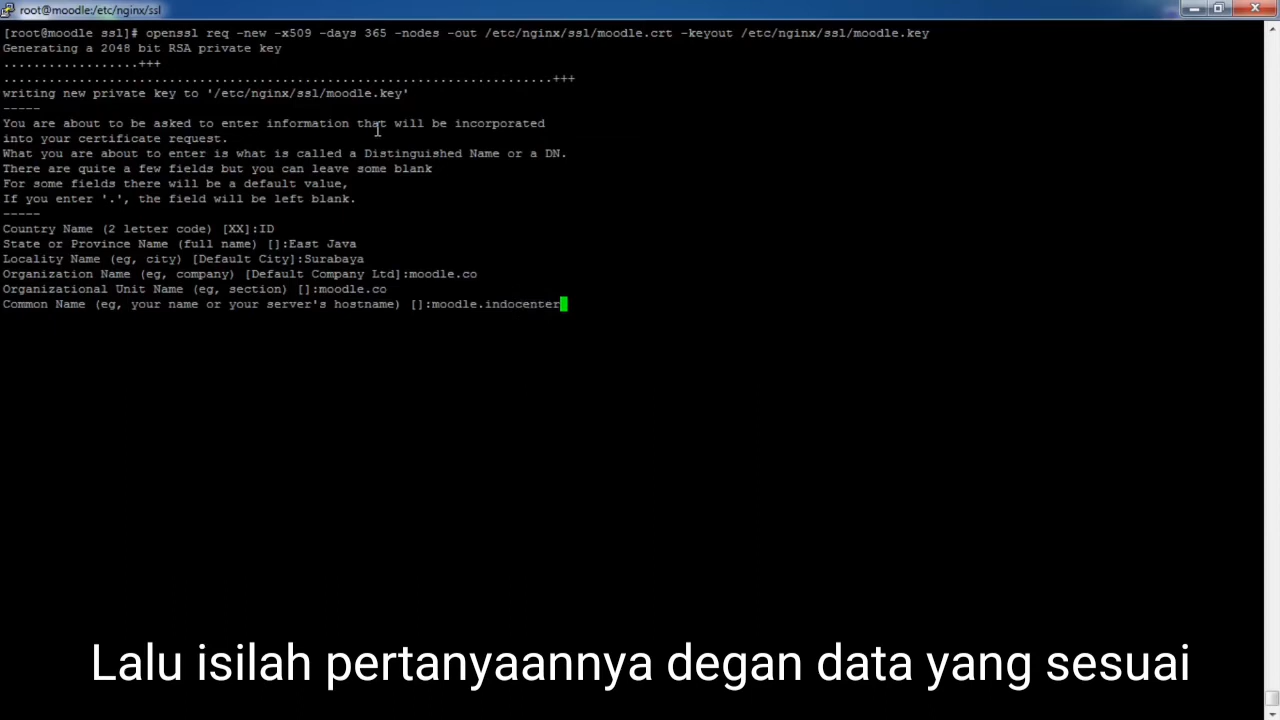 root@moodle:/etc/nginx/ssl
[root@moodle ssl]# openssl req -new -x509 -days 365 -nodes -out /etc/nginx/ssl/moodle.crt -keyout /etc/nginx/ssl/moodle.key
Generating a 2048 bit RSA private key
..................+++
.........................................................................+++
writing new private key to '/etc/nginx/ssl/moodle.key'
-----
You are about to be asked to enter information that will be incorporated
into your certificate request.
What you are about to enter is what is called a Distinguished Name or a DN.
There are quite a few fields but you can leave some blank
For some fields there will be a default value,
If you enter '.', the field will be left blank.
-----
Country Name (2 letter code) [XX]:ID
State or Province Name (full name) []:East Java
Locality Name (eg, city) [Default City]:Surabaya
Organization Name (eg, company) [Default Company Ltd]:moodle.co
Organizational Unit Name (eg, section) []:moodle.co
Common Name (eg, your name or your server's hostname) []:moodle.indocenter
Lalu isilah pertanyaannya degan data yang sesuai